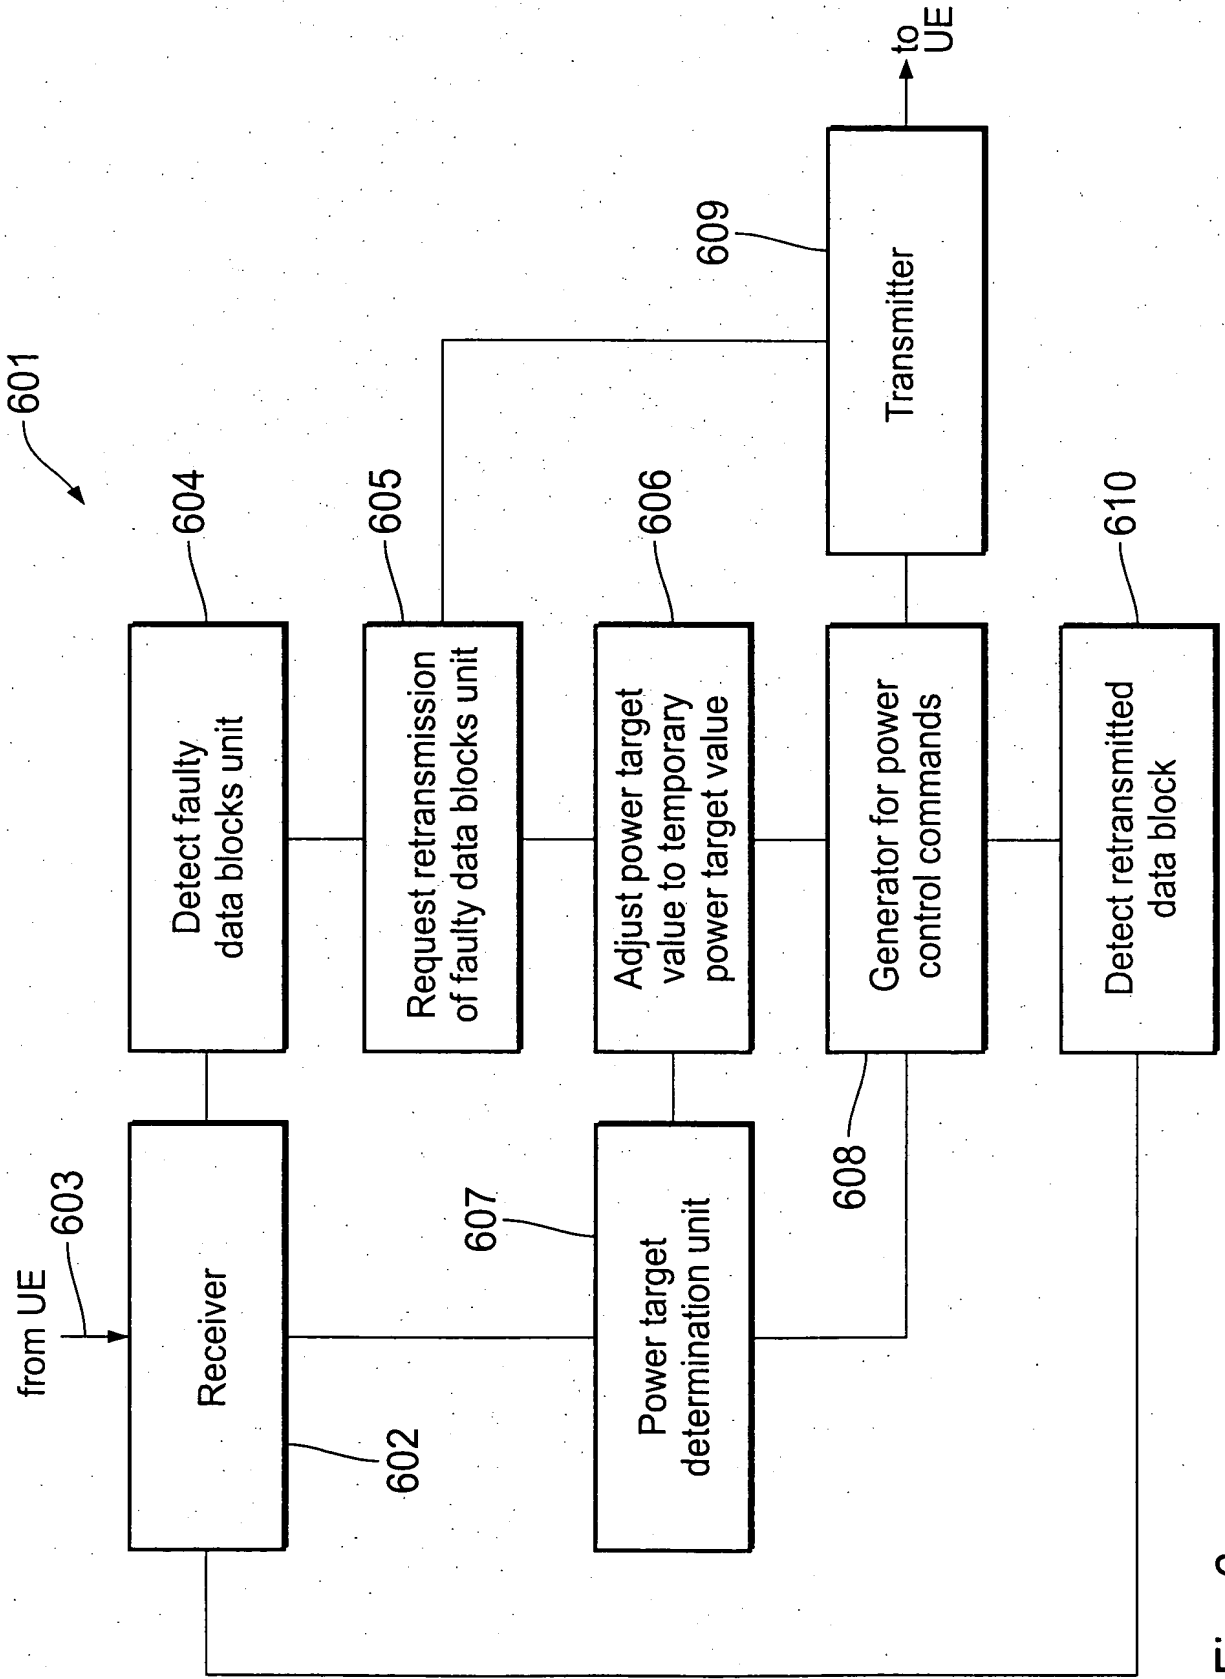 601
from UE
603
Receiver
602
Detect faulty
data blocks unit
604
Request retransmission
of faulty data blocks unit
605
607
Power target
determination unit
Adjust power target
value to temporary
power target value
606
608
Generator for power
control commands
609
Transmitter
to
UE
Detect retransmitted
data block
610